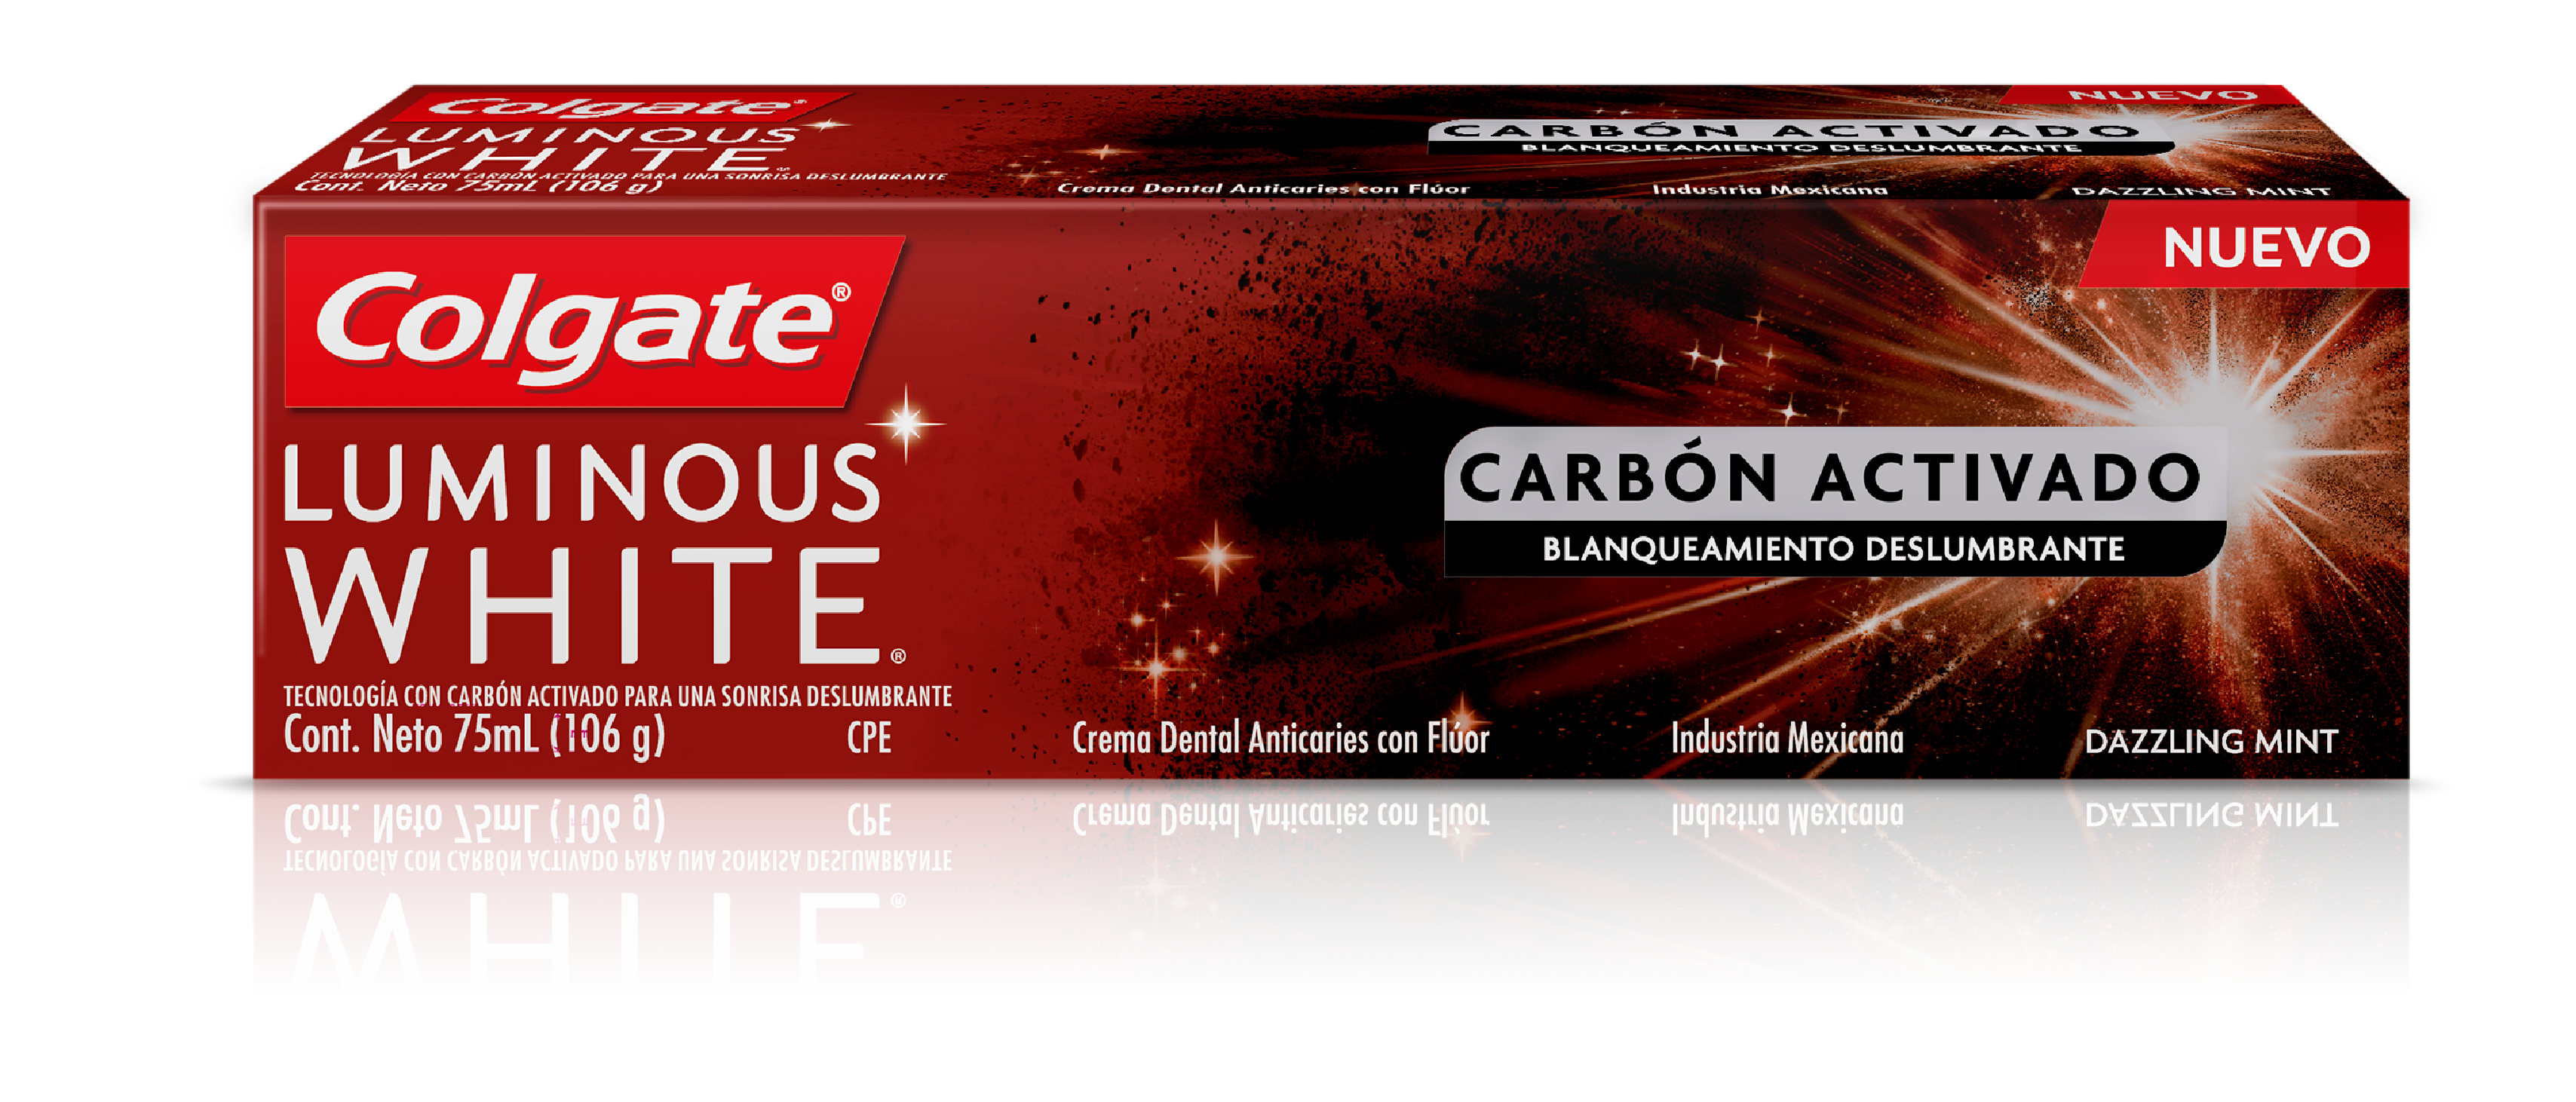 Colgate®
LUMINOUS
WHITE®
TECNOLOGÍA CON CARBÓN ACTIVADO PARA UNA SONRISA DESLUMBRANTE
Cont. Neto 75mL (106 g)
NUEVO
CARBÓN ACTIVADO
BLANQUEAMIENTO DESLUMBRANTE
Crema Dental Anticaries con Flúor
Industria Mexicana
DAZZLING MINT
Colgate®
LUMINOUS
WHITE®
TECNOLOGÍA CON CARBÓN ACTIVADO PARA UNA SONRISA DESLUMBRANTE
Cont. Neto 75mL (106 g)
CPE
NUEVO
CARBÓN ACTIVADO
BLANQUEAMIENTO DESLUMBRANTE
Crema Dental Anticaries con Flúor
Industria Mexicana
DAZZLING MINT